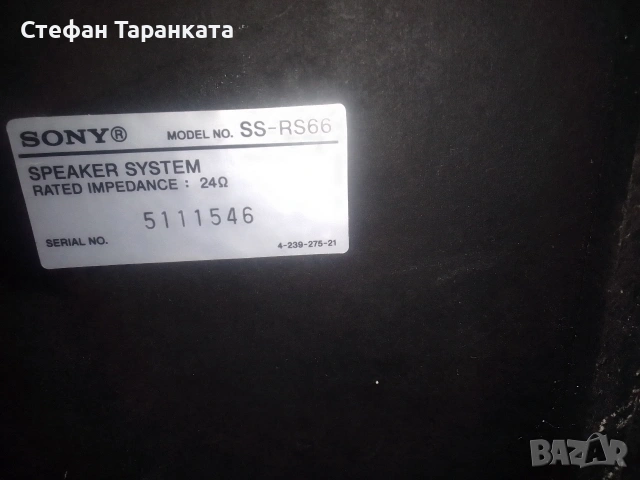 Стефан Таранката
SONY® MODEL NO. SS-RS66
SPEAKER SYSTEM
RATED IMPEDANCE : 24Ω
5111546
SERIAL NO. 4-239-275-21
BAZAR